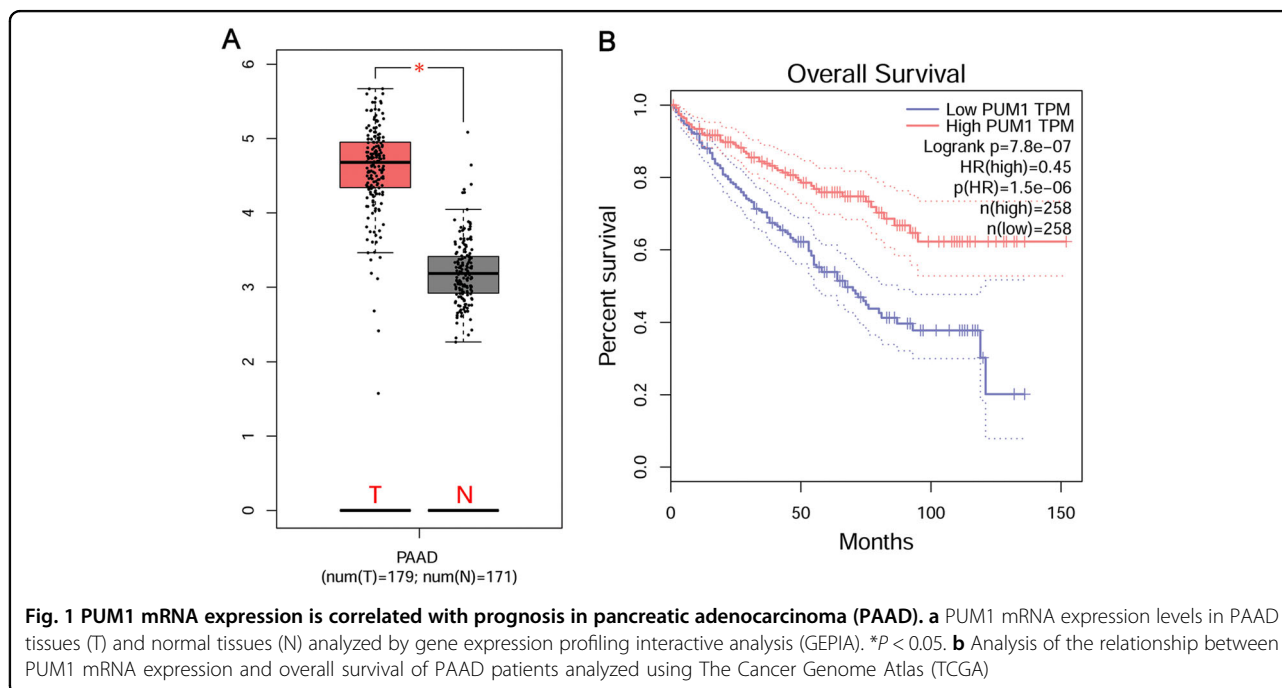 A
6
5
4
3
2
1
0
*
T
N
PAAD
(num(T)=179; num(N)=171)
B
Overall Survival
Low PUM1 TPM
High PUM1 TPM
Logrank p=7.8e−07
HR(high)=0.45
p(HR)=1.5e−06
n(high)=258
n(low)=258
Percent survival
1.0
0.8
0.6
0.4
0.2
0.0
0
50
100
150
Months
Fig. 1 PUM1 mRNA expression is correlated with prognosis in pancreatic adenocarcinoma (PAAD). a PUM1 mRNA expression levels in PAAD
tissues (T) and normal tissues (N) analyzed by gene expression profiling interactive analysis (GEPIA). *P < 0.05. b Analysis of the relationship between
PUM1 mRNA expression and overall survival of PAAD patients analyzed using The Cancer Genome Atlas (TCGA)